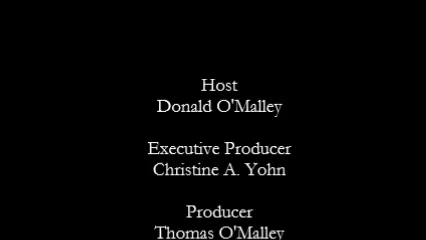 Host
Donald O'Malley
Executive Producer
Christine A. Yohn
Producer
Thomas O'Malley